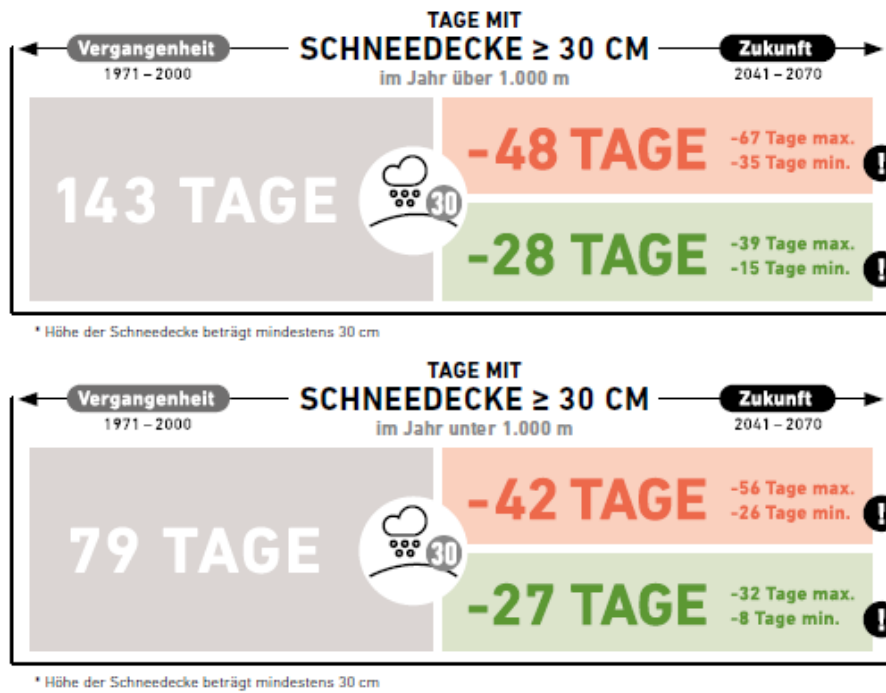 TAGE MIT
Vergangenheit SCHNEEDECKE ≥ 30 CM Zukunft
1971 – 2000 im Jahr über 1.000 m 2041 – 2070
143 TAGE
30
-48 TAGE
-67 Tage max.
-35 Tage min.
!
-28 TAGE
-39 Tage max.
-15 Tage min.
!
* Höhe der Schneedecke beträgt mindestens 30 cm
TAGE MIT
Vergangenheit SCHNEEDECKE ≥ 30 CM Zukunft
1971 – 2000 im Jahr unter 1.000 m 2041 – 2070
79 TAGE
30
-42 TAGE
-56 Tage max.
-26 Tage min.
!
-27 TAGE
-32 Tage max.
-8 Tage min.
!
* Höhe der Schneedecke beträgt mindestens 30 cm